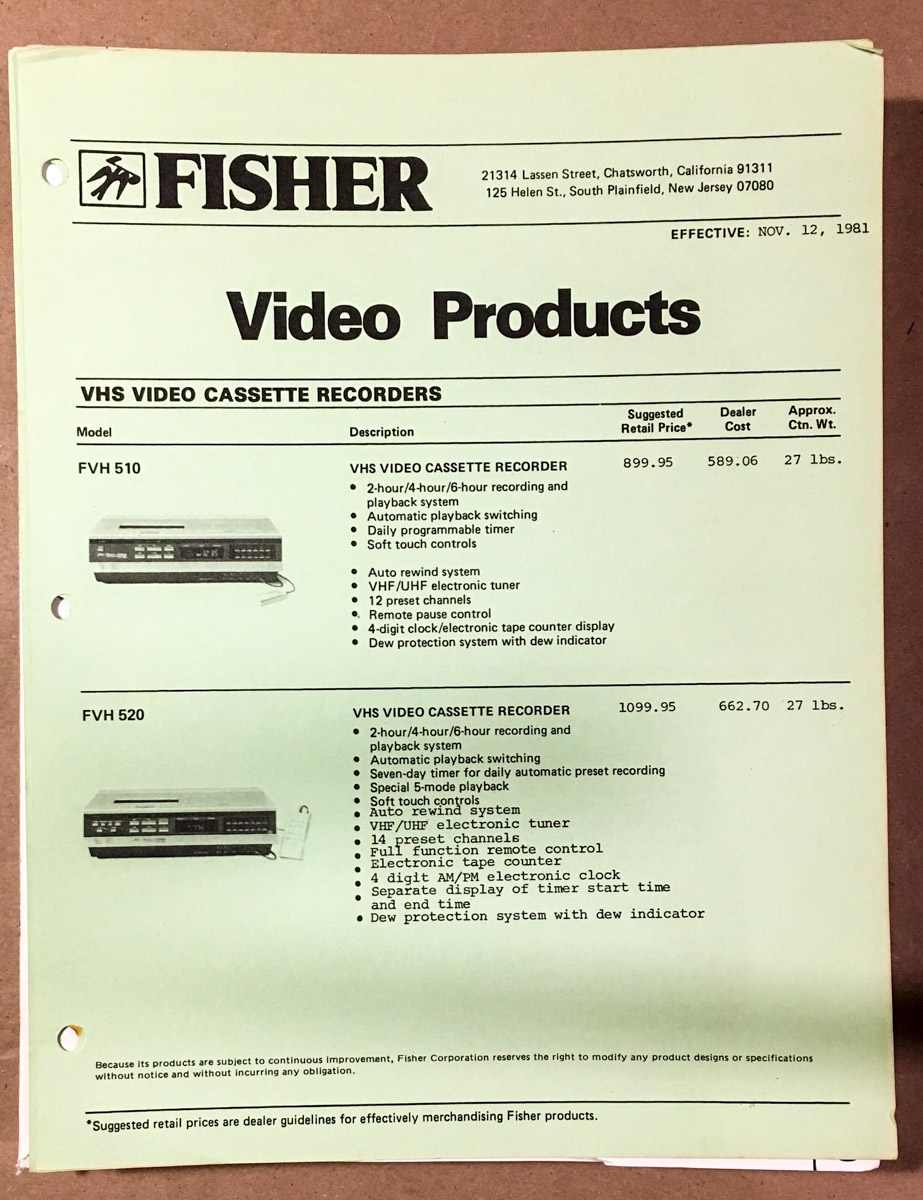 FISHER
21314 Lassen Street, Chatsworth, California 91311
125 Helen St., South Plainfield, New Jersey 07080
EFFECTIVE: NOV. 12, 1981
Video Products
VHS VIDEO CASSETTE RECORDERS
Model Description Suggested Retail Price* Dealer Cost Approx. Ctn. Wt.
FVH 510 VHS VIDEO CASSETTE RECORDER 899.95 589.06 27 lbs.
• 2-hour/4-hour/6-hour recording and
playback system
• Automatic playback switching
• Daily programmable timer
• Soft touch controls
• Auto rewind system
• VHF/UHF electronic tuner
• 12 preset channels
• Remote pause control
• 4-digit clock/electronic tape counter display
• Dew protection system with dew indicator
FVH 520 VHS VIDEO CASSETTE RECORDER 1099.95 662.70 27 lbs.
• 2-hour/4-hour/6-hour recording and
playback system
• Automatic playback switching
• Seven-day timer for daily automatic preset recording
• Special 5-mode playback
• Soft touch controls
• Auto rewind system
• VHF/UHF electronic tuner
• 14 preset channels
• Full function remote control
• Electronic tape counter
• 4 digit AM/PM electronic clock
• Separate display of timer start time
and end time
• Dew protection system with dew indicator
Because its products are subject to continuous improvement, Fisher Corporation reserves the right to modify any product designs or specifications
without notice and without incurring any obligation.
*Suggested retail prices are dealer guidelines for effectively merchandising Fisher products.